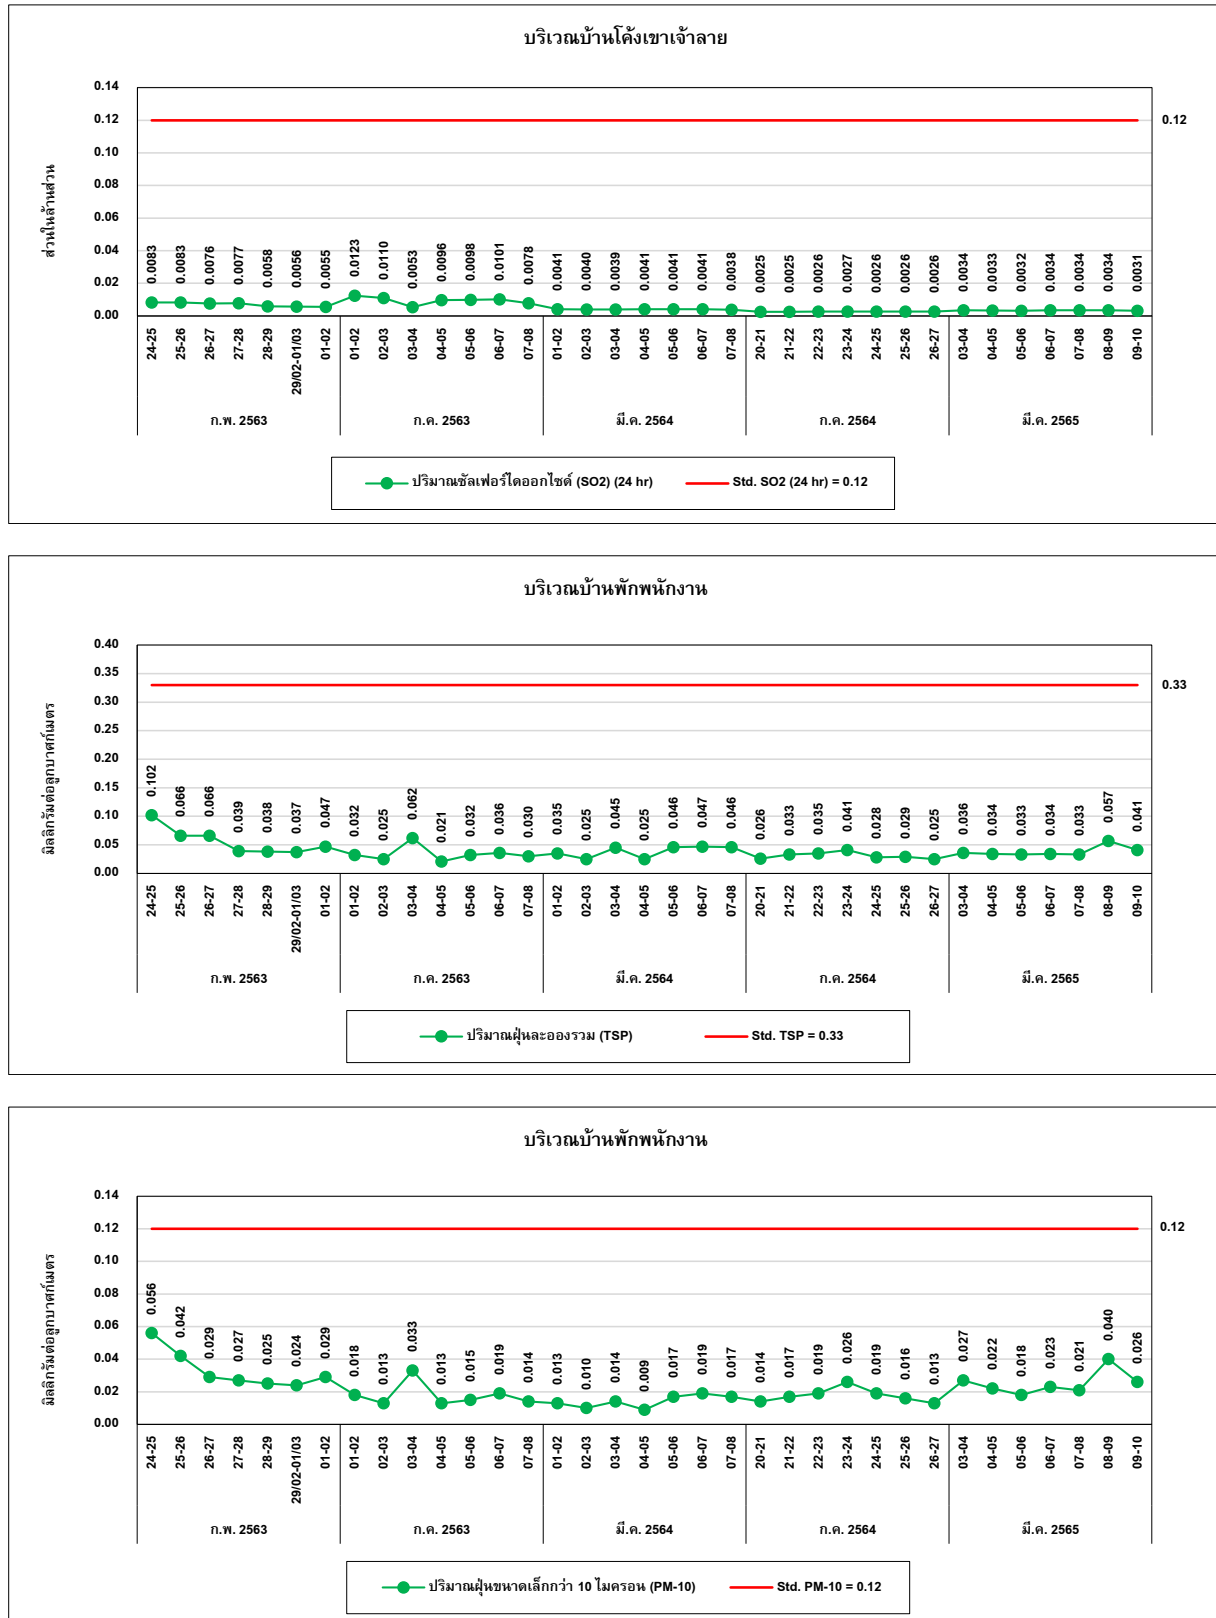 บริเวณบ้านโค้งเขาเจ้าลาย
ส่วนในล้านส่วน
0.14
0.12
0.10
0.08
0.06
0.04
0.02
0.00
0.12
0.0083 0.0083 0.0076 0.0077 0.0058 0.0056 0.0055 0.0123 0.0110 0.0053 0.0096 0.0098 0.0101 0.0078 0.0041 0.0040 0.0039 0.0041 0.0041 0.0041 0.0038 0.0025 0.0025 0.0026 0.0027 0.0026 0.0026 0.0026 0.0034 0.0033 0.0032 0.0034 0.0034 0.0034 0.0031
24-25 25-26 26-27 27-28 28-29 29/02-01/03 01-02 01-02 02-03 03-04 04-05 05-06 06-07 07-08 01-02 02-03 03-04 04-05 05-06 06-07 07-08 20-21 21-22 22-23 23-24 24-25 25-26 26-27 03-04 04-05 05-06 06-07 07-08 08-09 09-10
ก.พ. 2563 ก.ค. 2563 มี.ค. 2564 ก.ค. 2564 มี.ค. 2565
ปริมาณซัลเฟอร์ไดออกไซด์ (SO2) (24 hr) Std. SO2 (24 hr) = 0.12
บริเวณบ้านพักพนักงาน
มิลลิกรัมต่อลูกบาศก์เมตร
0.40
0.35
0.30
0.25
0.20
0.15
0.10
0.05
0.00
0.33
0.102 0.066 0.066 0.039 0.038 0.037 0.047 0.032 0.025 0.062 0.021 0.032 0.036 0.030 0.035 0.025 0.045 0.025 0.046 0.047 0.046 0.026 0.033 0.035 0.041 0.028 0.029 0.025 0.036 0.034 0.033 0.034 0.033 0.057 0.041
24-25 25-26 26-27 27-28 28-29 29/02-01/03 01-02 01-02 02-03 03-04 04-05 05-06 06-07 07-08 01-02 02-03 03-04 04-05 05-06 06-07 07-08 20-21 21-22 22-23 23-24 24-25 25-26 26-27 03-04 04-05 05-06 06-07 07-08 08-09 09-10
ก.พ. 2563 ก.ค. 2563 มี.ค. 2564 ก.ค. 2564 มี.ค. 2565
ปริมาณฝุ่นละอองรวม (TSP) Std. TSP = 0.33
บริเวณบ้านพักพนักงาน
มิลลิกรัมต่อลูกบาศก์เมตร
0.14
0.12
0.10
0.08
0.06
0.04
0.02
0.00
0.12
0.056 0.042 0.029 0.027 0.025 0.024 0.029 0.018 0.013 0.033 0.013 0.015 0.019 0.014 0.013 0.010 0.014 0.009 0.017 0.019 0.017 0.014 0.017 0.019 0.026 0.019 0.016 0.013 0.027 0.022 0.018 0.023 0.021 0.040 0.026
24-25 25-26 26-27 27-28 28-29 29/02-01/03 01-02 01-02 02-03 03-04 04-05 05-06 06-07 07-08 01-02 02-03 03-04 04-05 05-06 06-07 07-08 20-21 21-22 22-23 23-24 24-25 25-26 26-27 03-04 04-05 05-06 06-07 07-08 08-09 09-10
ก.พ. 2563 ก.ค. 2563 มี.ค. 2564 ก.ค. 2564 มี.ค. 2565
ปริมาณฝุ่นขนาดเล็กกว่า 10 ไมครอน (PM-10) Std. PM-10 = 0.12